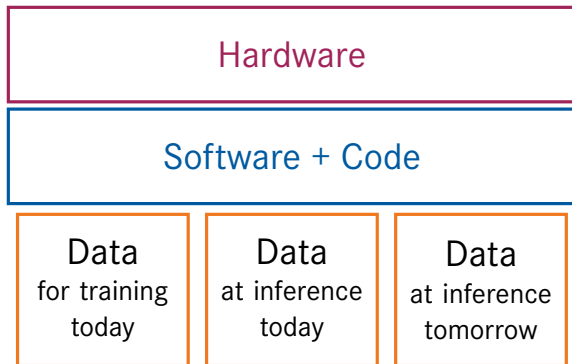 Hardware
Software + Code
Data
for training
today
Data
at inference
today
Data
at inference
tomorrow